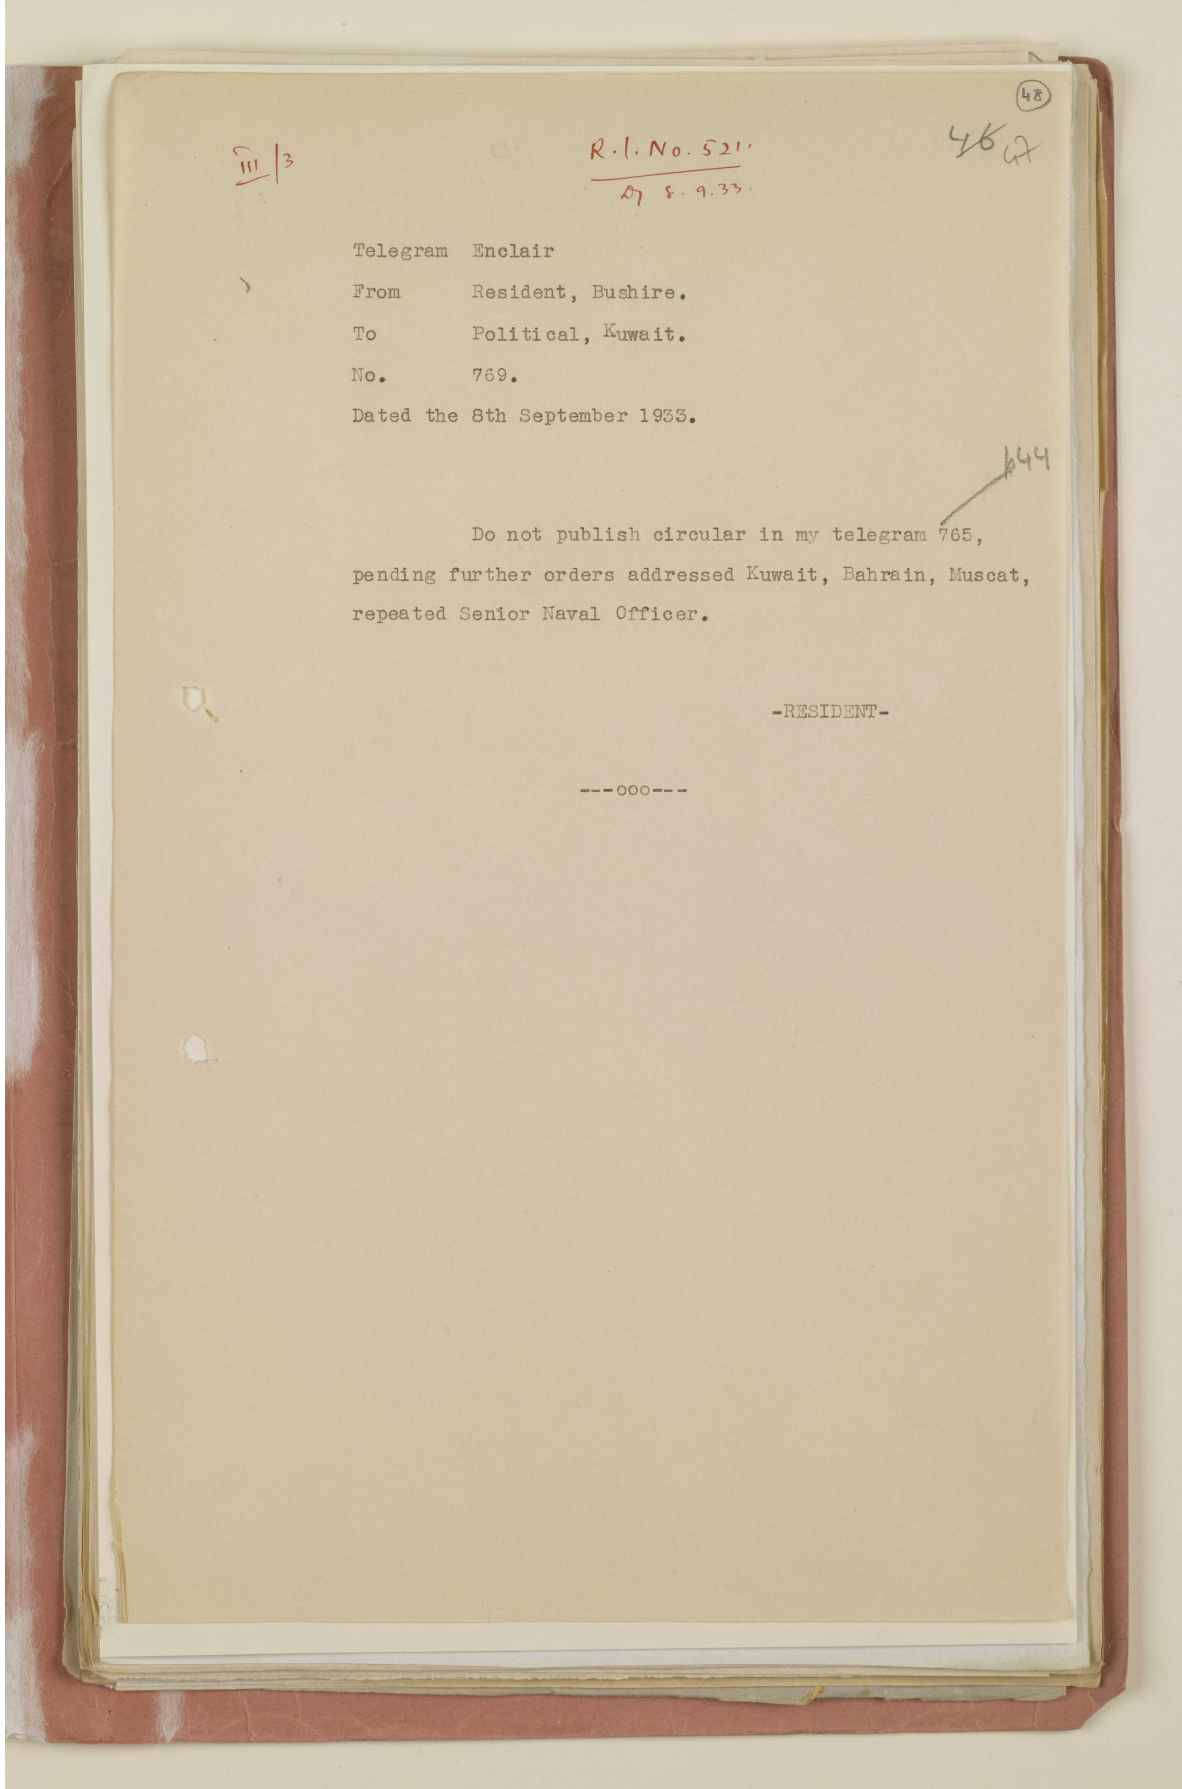 48
46 47
III/3
R.I. No. 521.
D/ 8.9.33.
Telegram Enclair
From Resident, Bushire.
To Political, Kuwait.
No. 769.
Dated the 8th September 1933.
p44
Do not publish circular in my telegram 765,
pending further orders addressed Kuwait, Bahrain, Muscat,
repeated Senior Naval Officer.
-RESIDENT-
---ooo---